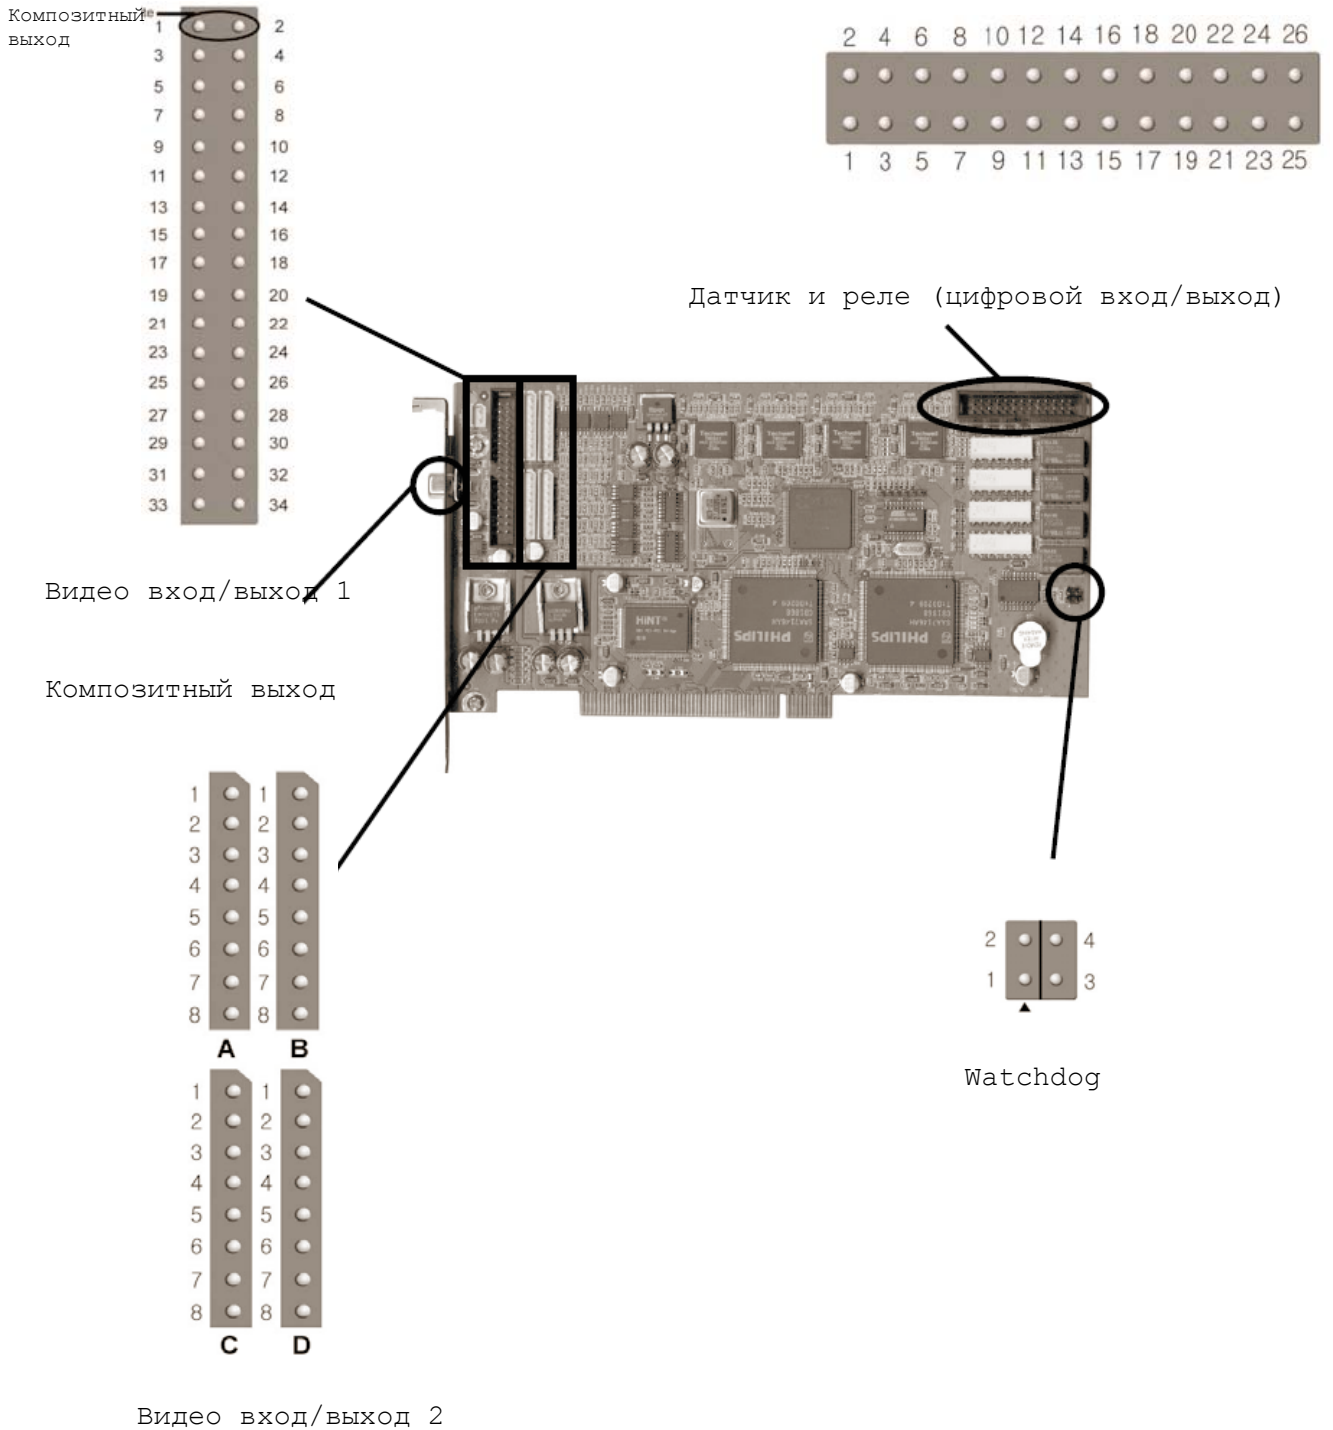 Композитный
выход
1 2
3 4
5 6
7 8
9 10
11 12
13 14
15 16
17 18
19 20
21 22
23 24
25 26
27 28
29 30
31 32
33 34
2 4 6 8 10 12 14 16 18 20 22 24 26
1 3 5 7 9 11 13 15 17 19 21 23 25
Датчик и реле (цифровой вход/выход)
Видео вход/выход 1
Композитный выход
HiNT
PHILIPS
PHILIPS
1 1
2 2
3 3
4 4
5 5
6 6
7 7
8 8
A B
1 1
2 2
3 3
4 4
5 5
6 6
7 7
8 8
C D
Видео вход/выход 2
2 4
1 3
Watchdog